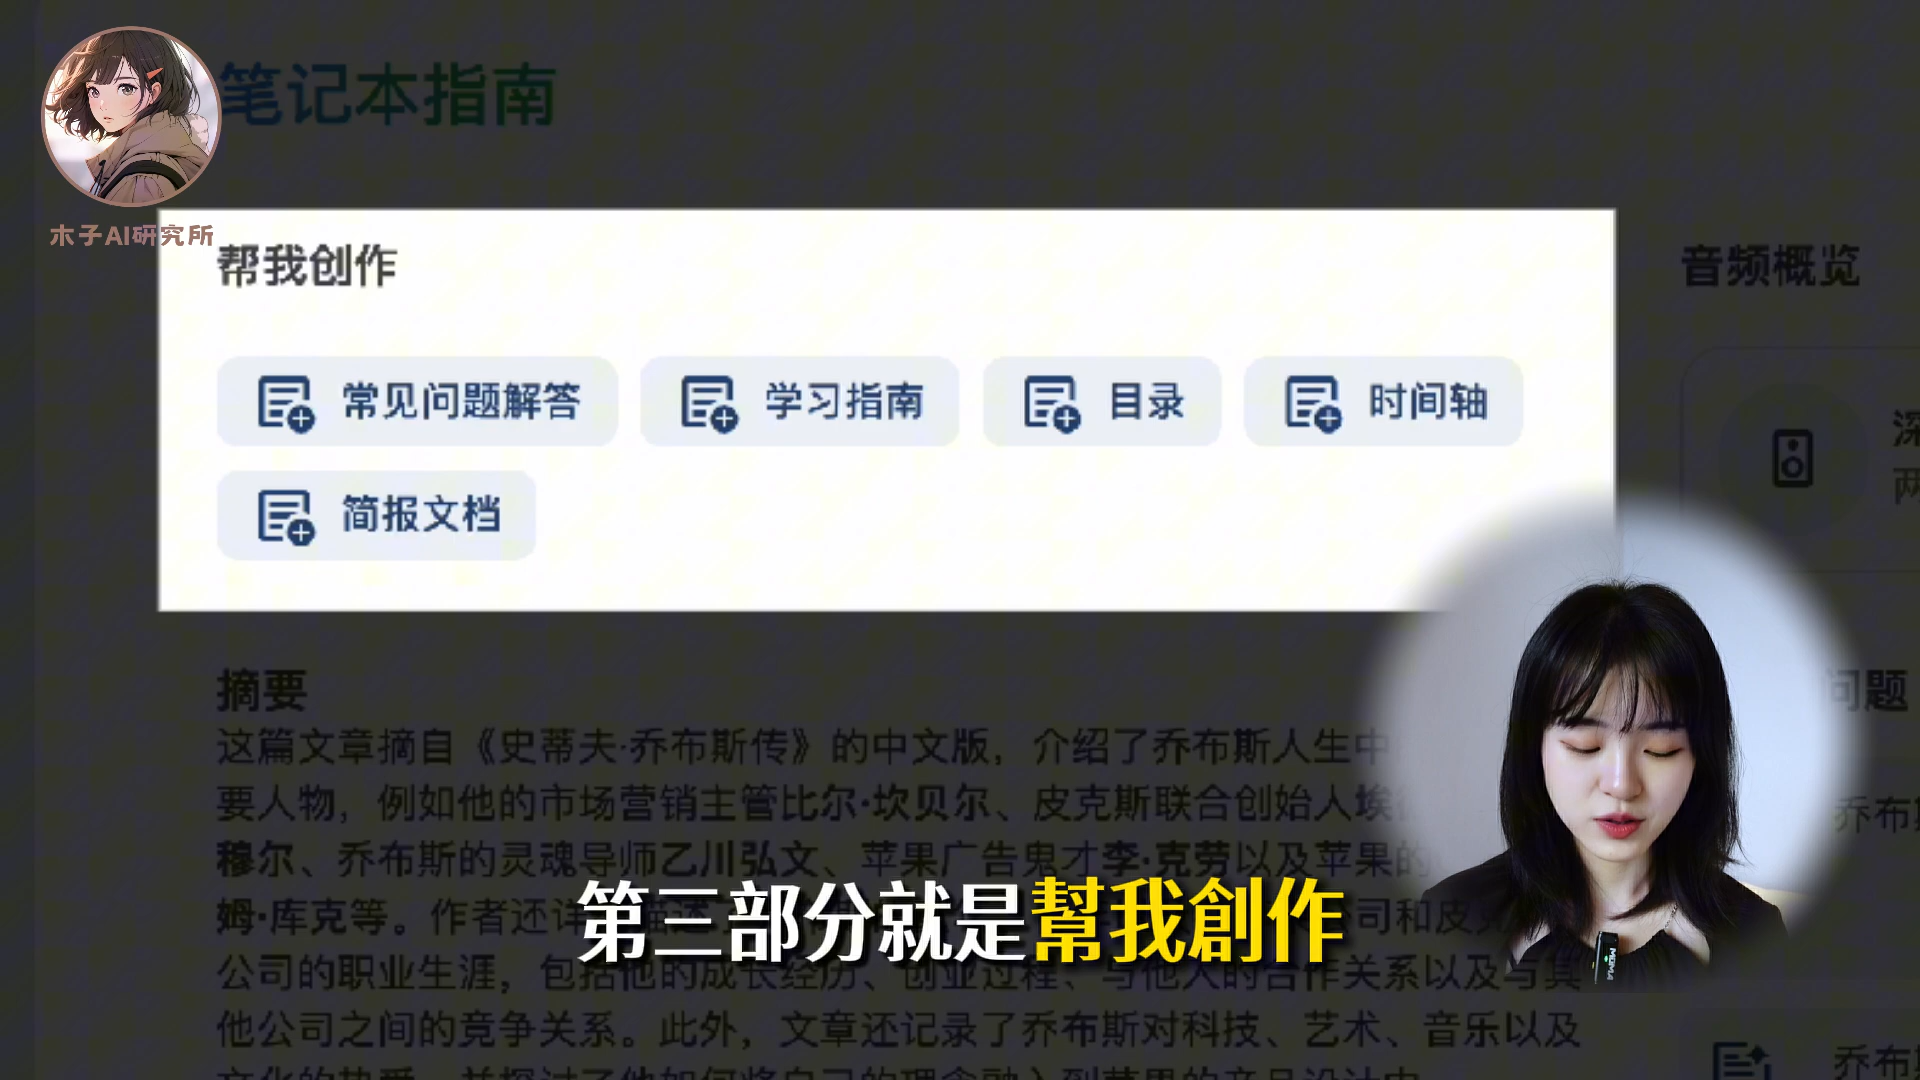 笔记本指南
木子AI研究所
帮我创作
音频概览
常见问题解答
学习指南
目录
时间轴
简报文档
深
两
摘要
问题
这篇文章摘自《史蒂夫·乔布斯传》的中文版，介绍了乔布斯人生中
要人物，例如他的市场营销主管比尔·坎贝尔、皮克斯联合创始人埃
乔布
穆尔、乔布斯的灵魂导师乙川弘文、苹果广告鬼才李·克劳以及苹果的
姆·库克等。作者还详
司和皮克
第三部分就是幫我創作
公司的职业生涯，包括他的成长经历、创业过程、与他人的合作关系以及与其
他公司之间的竞争关系。此外，文章还记录了乔布斯对科技、艺术、音乐以及
乔布